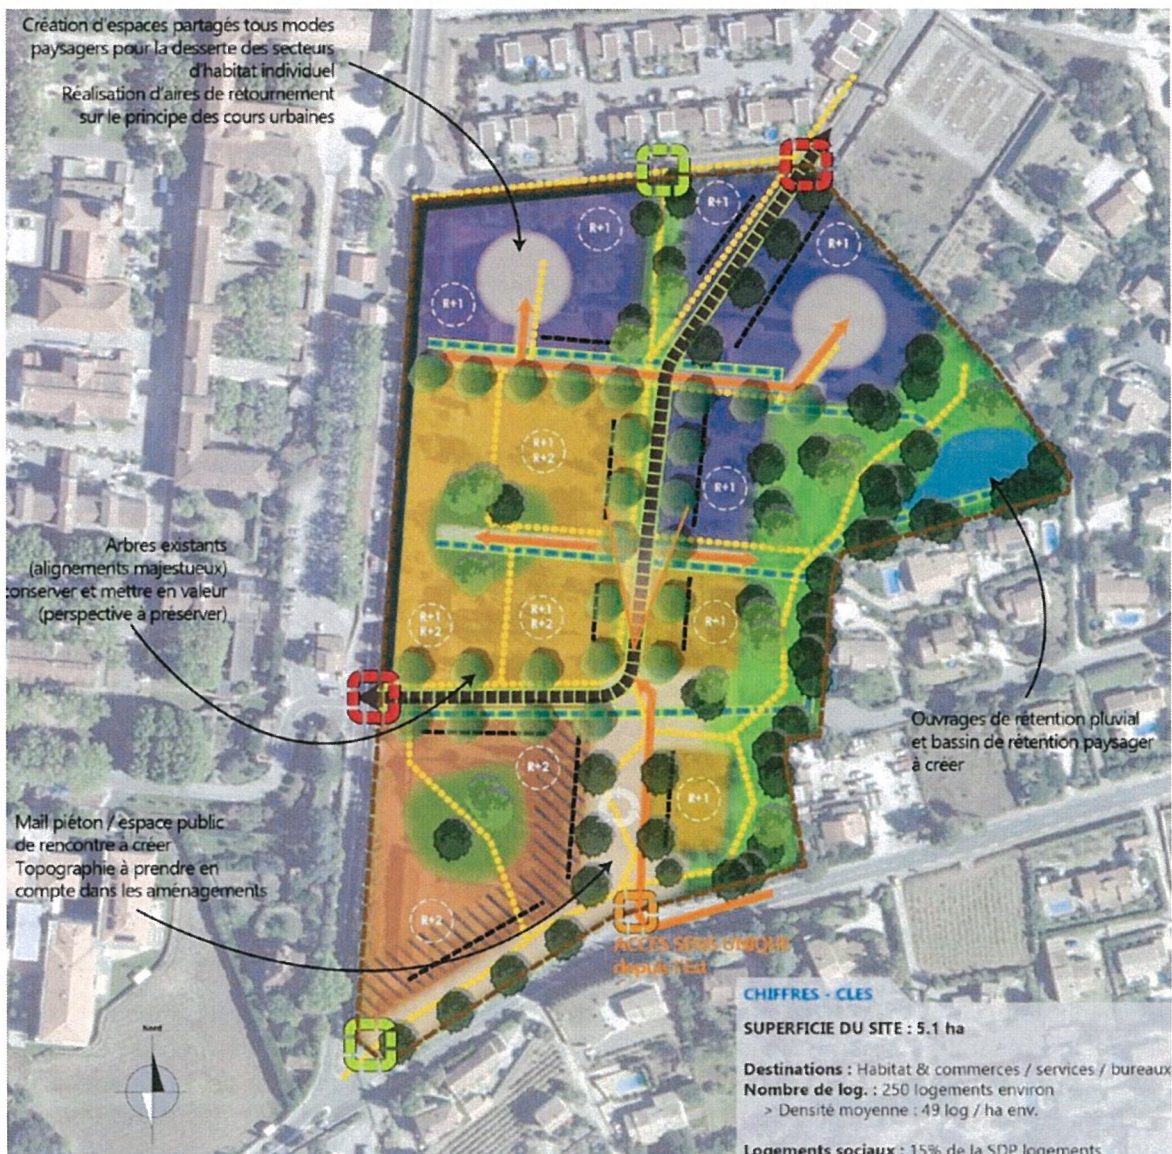 Création d'espaces partagés tous modes
paysagers pour la desserte des secteurs
d'habitat individuel
Réalisation d'aires de retournement
sur le principe des cours urbaines
R+1
R+1
R+1
R+1
R+1
R+2
R+1
Arbres existants
(alignements majestueux)
conserver et mettre en valeur
(perspective à préserver)
R+1
R+2
R+1
R+2
R+1
Ouvrages de rétention pluvial
et bassin de rétention paysager
à créer
R+2
R+1
Mail piéton / espace public
de rencontre à créer
Topographie à prendre en
compte dans les aménagements
R+2
ACCES SENS UNIQUE
depuis l'Est
CHIFFRES - CLES
SUPERFICIE DU SITE : 5.1 ha
Nord
Destinations : Habitat & commerces / services / bureaux
Nombre de log. : 250 logements environ
> Densité moyenne : 49 log / ha env.
Logements sociaux : 15% de la SDP logements